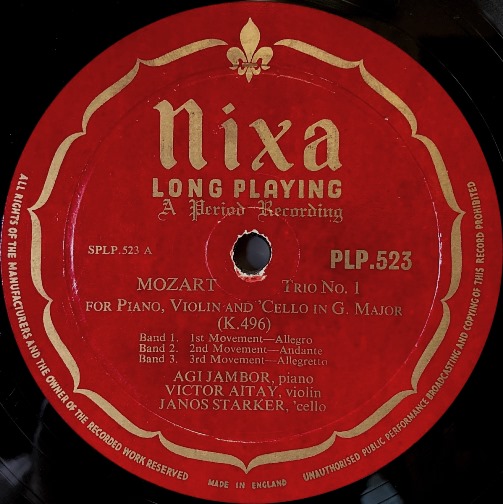 Nixa
LONG PLAYING
A Period Recording
SPLP. 523 A
PLP.523
MOZART TRIO NO. 1
FOR PIANO, VIOLIN AND 'CELLO IN G. MAJOR
(K.496)
Band 1. 1st Movement—Allegro
Band 2. 2nd Movement—Andante
Band 3. 3rd Movement—Allegretto
AGI JAMBOR, piano
VICTOR AITAY, violin
JANOS STARKER, 'cello
ALL RIGHTS OF THE MANUFACTURERS AND THE OWNER OF THE RECORDED WORK RESERVED
MADE IN ENGLAND
UNAUTHORISED PUBLIC PERFORMANCE BROADCASTING AND COPYING OF THIS RECORD PROHIBITED